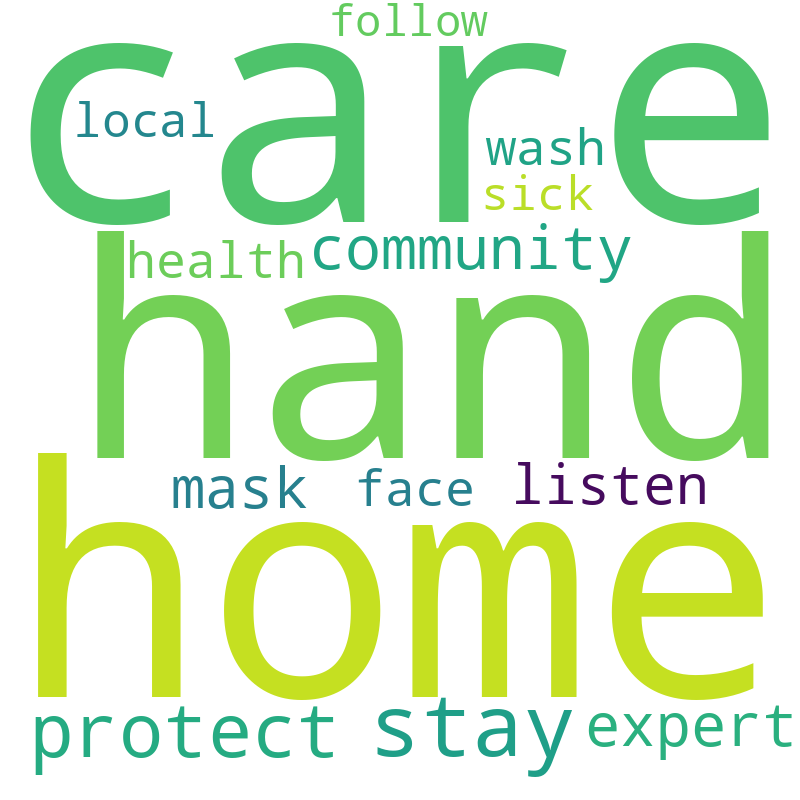 follow
care
local
wash
sick
health
community
hand
mask
face
listen
home
protect
stay
expert